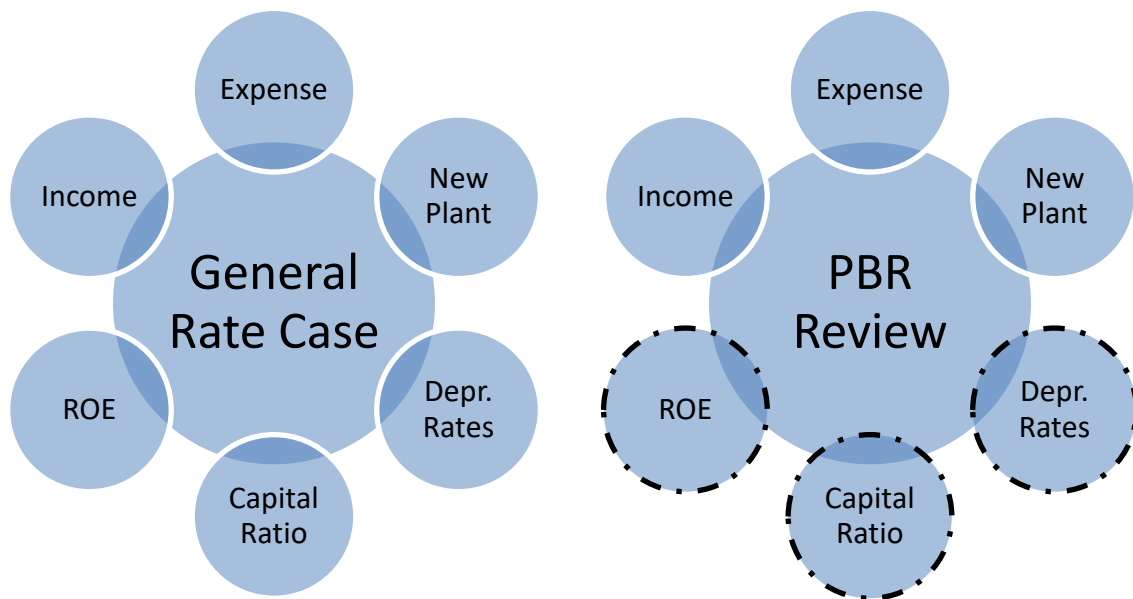 Expense
Income
New
Plant
General
Rate Case
ROE
Depr.
Rates
Capital
Ratio
Expense
Income
New
Plant
PBR
Review
ROE
Depr.
Rates
Capital
Ratio